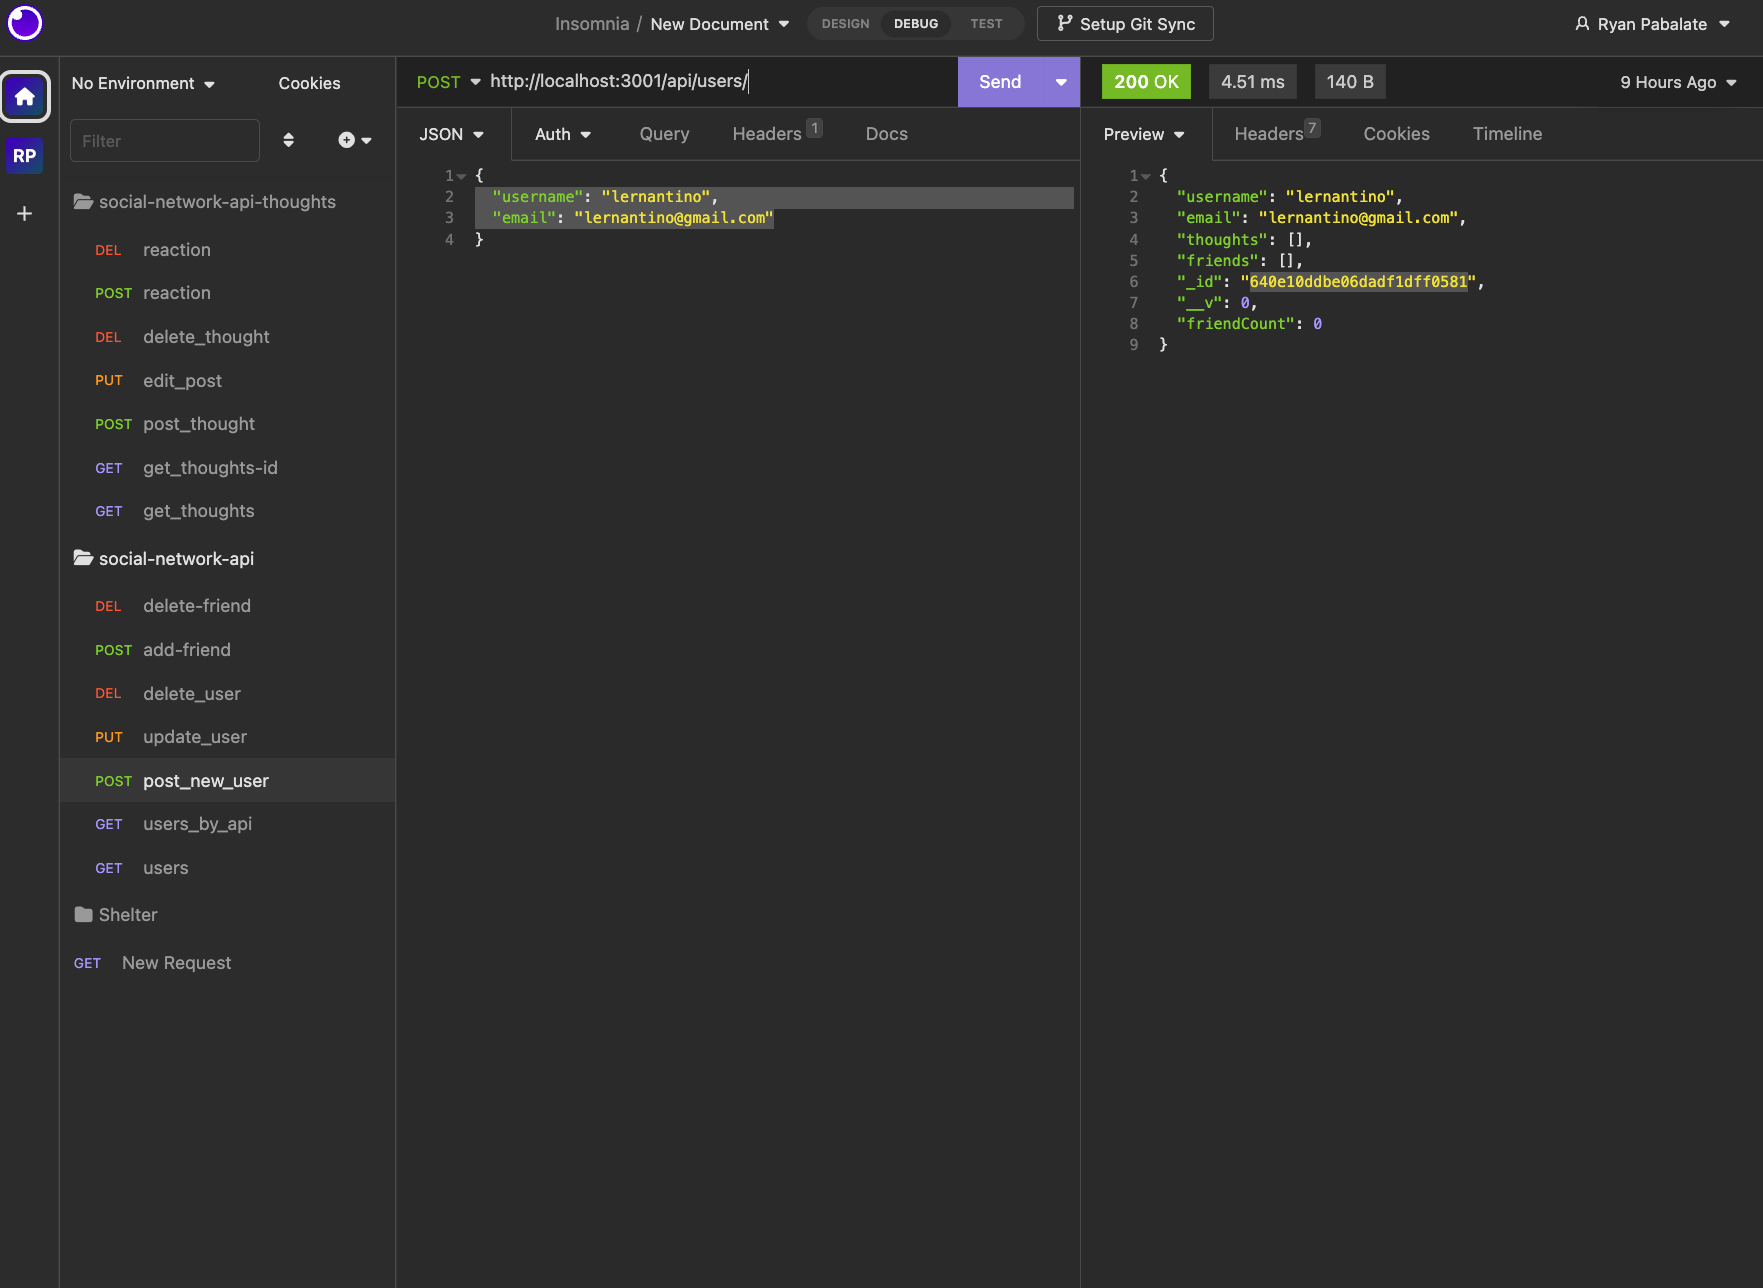 Insomnia / New Document
DESIGN DEBUG TEST
Setup Git Sync
Ryan Pabalate
RP
No Environment
Cookies
Filter
social-network-api-thoughts
DEL reaction
POST reaction
DEL delete_thought
PUT edit_post
POST post_thought
GET get_thoughts-id
GET get_thoughts
social-network-api
DEL delete-friend
POST add-friend
DEL delete_user
PUT update_user
POST post_new_user
GET users_by_api
GET users
Shelter
GET New Request
POST http://localhost:3001/api/users/
Send
JSON Auth Query Headers 1 Docs
1 {
2 "username": "lernantino",
3 "email": "lernantino@gmail.com"
4 }
200 OK 4.51 ms 140 B 9 Hours Ago
Preview Headers 7 Cookies Timeline
1 {
2 "username": "lernantino",
3 "email": "lernantino@gmail.com",
4 "thoughts": [],
5 "friends": [],
6 "_id": "640e10ddbe06dadf1dff0581",
7 "__v": 0,
8 "friendCount": 0
9 }